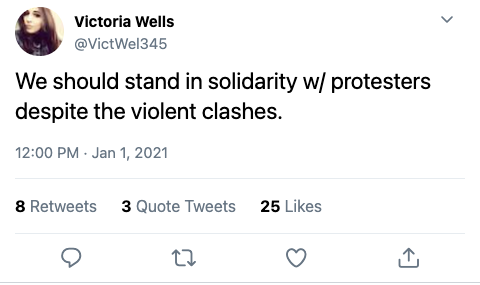 Victoria Wells
@VictWel345
We should stand in solidarity w/ protesters
despite the violent clashes.
12:00 PM · Jan 1, 2021
8 Retweets 3 Quote Tweets 25 Likes